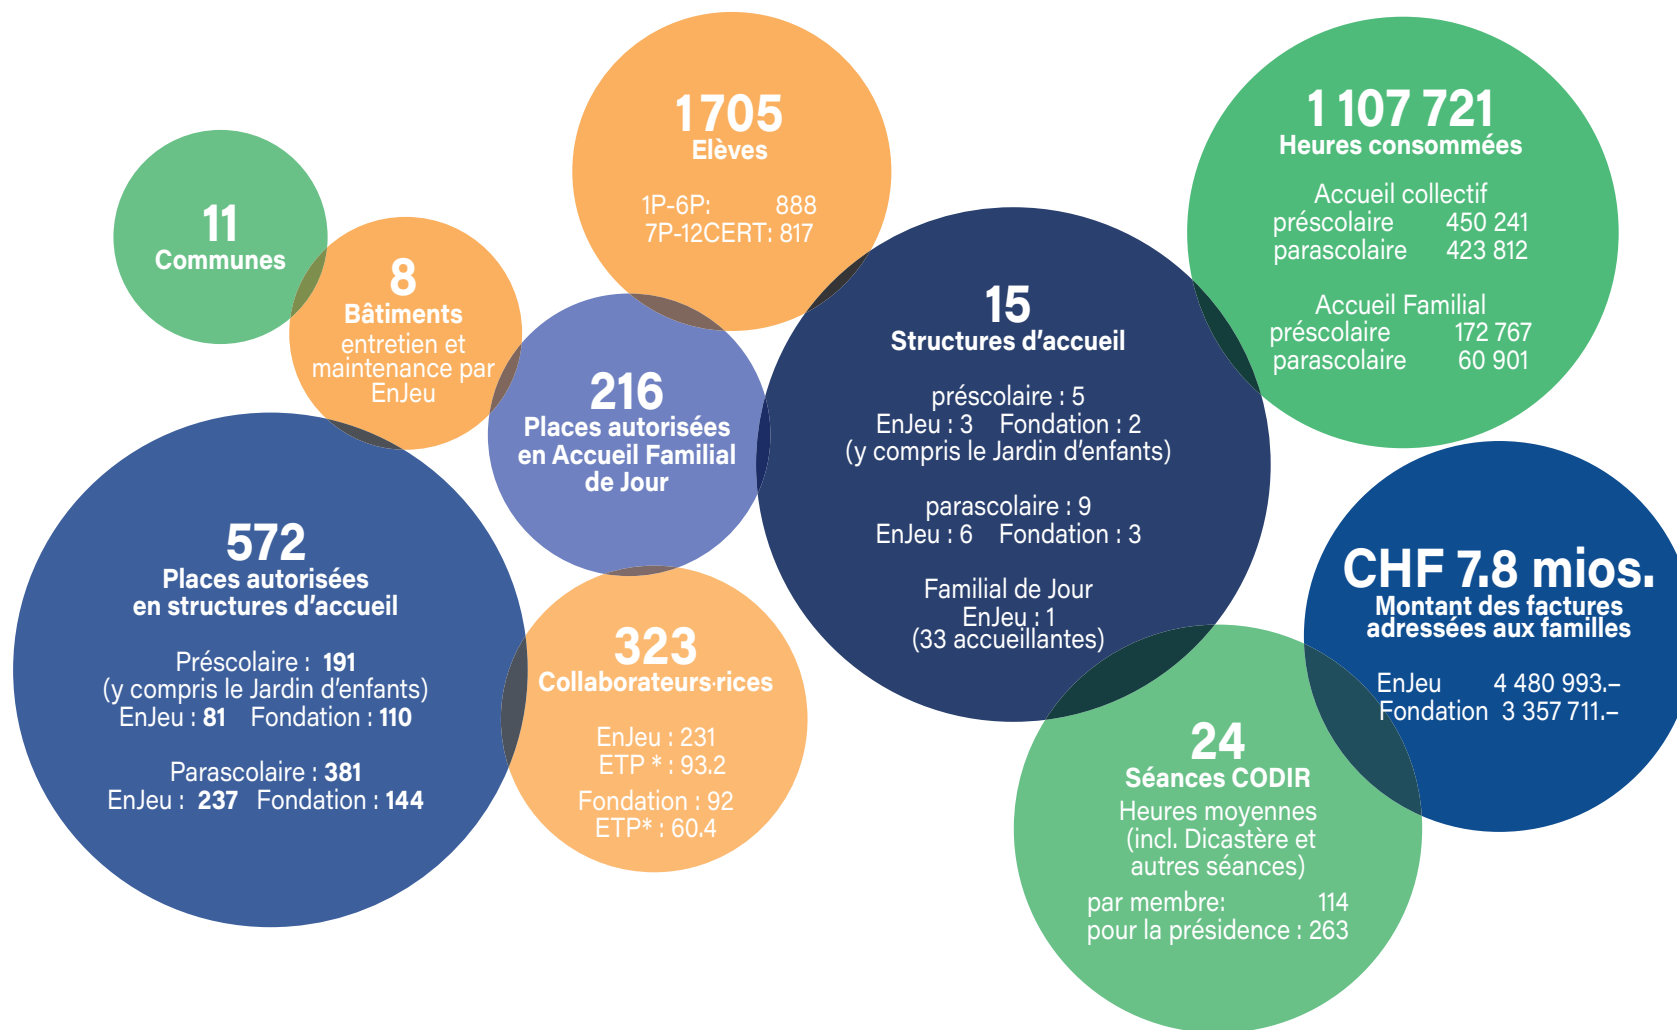 11
Communes
8
Bâtiments
entretien et
maintenance par
EnJeu
1705
Elèves
1P-6P: 888
7P-12CERT: 817
216
Places autorisées
en Accueil Familial
de Jour
572
Places autorisées
en structures d'accueil
Préscolaire : 191
(y compris le Jardin d'enfants)
EnJeu : 81 Fondation : 110
Parascolaire : 381
EnJeu : 237 Fondation : 144
323
Collaborateurs·rices
EnJeu : 231
ETP * : 93.2
Fondation : 92
ETP* : 60.4
15
Structures d'accueil
préscolaire : 5
EnJeu : 3 Fondation : 2
(y compris le Jardin d'enfants)
parascolaire : 9
EnJeu : 6 Fondation : 3
Familial de Jour
EnJeu : 1
(33 accueillantes)
1 107 721
Heures consommées
Accueil collectif
préscolaire 450 241
parascolaire 423 812
Accueil Familial
préscolaire 172 767
parascolaire 60 901
CHF 7.8 mios.
Montant des factures
adressées aux familles
EnJeu 4 480 993.–
Fondation 3 357 711.–
24
Séances CODIR
Heures moyennes
(incl. Dicastère et
autres séances)
par membre: 114
pour la présidence : 263